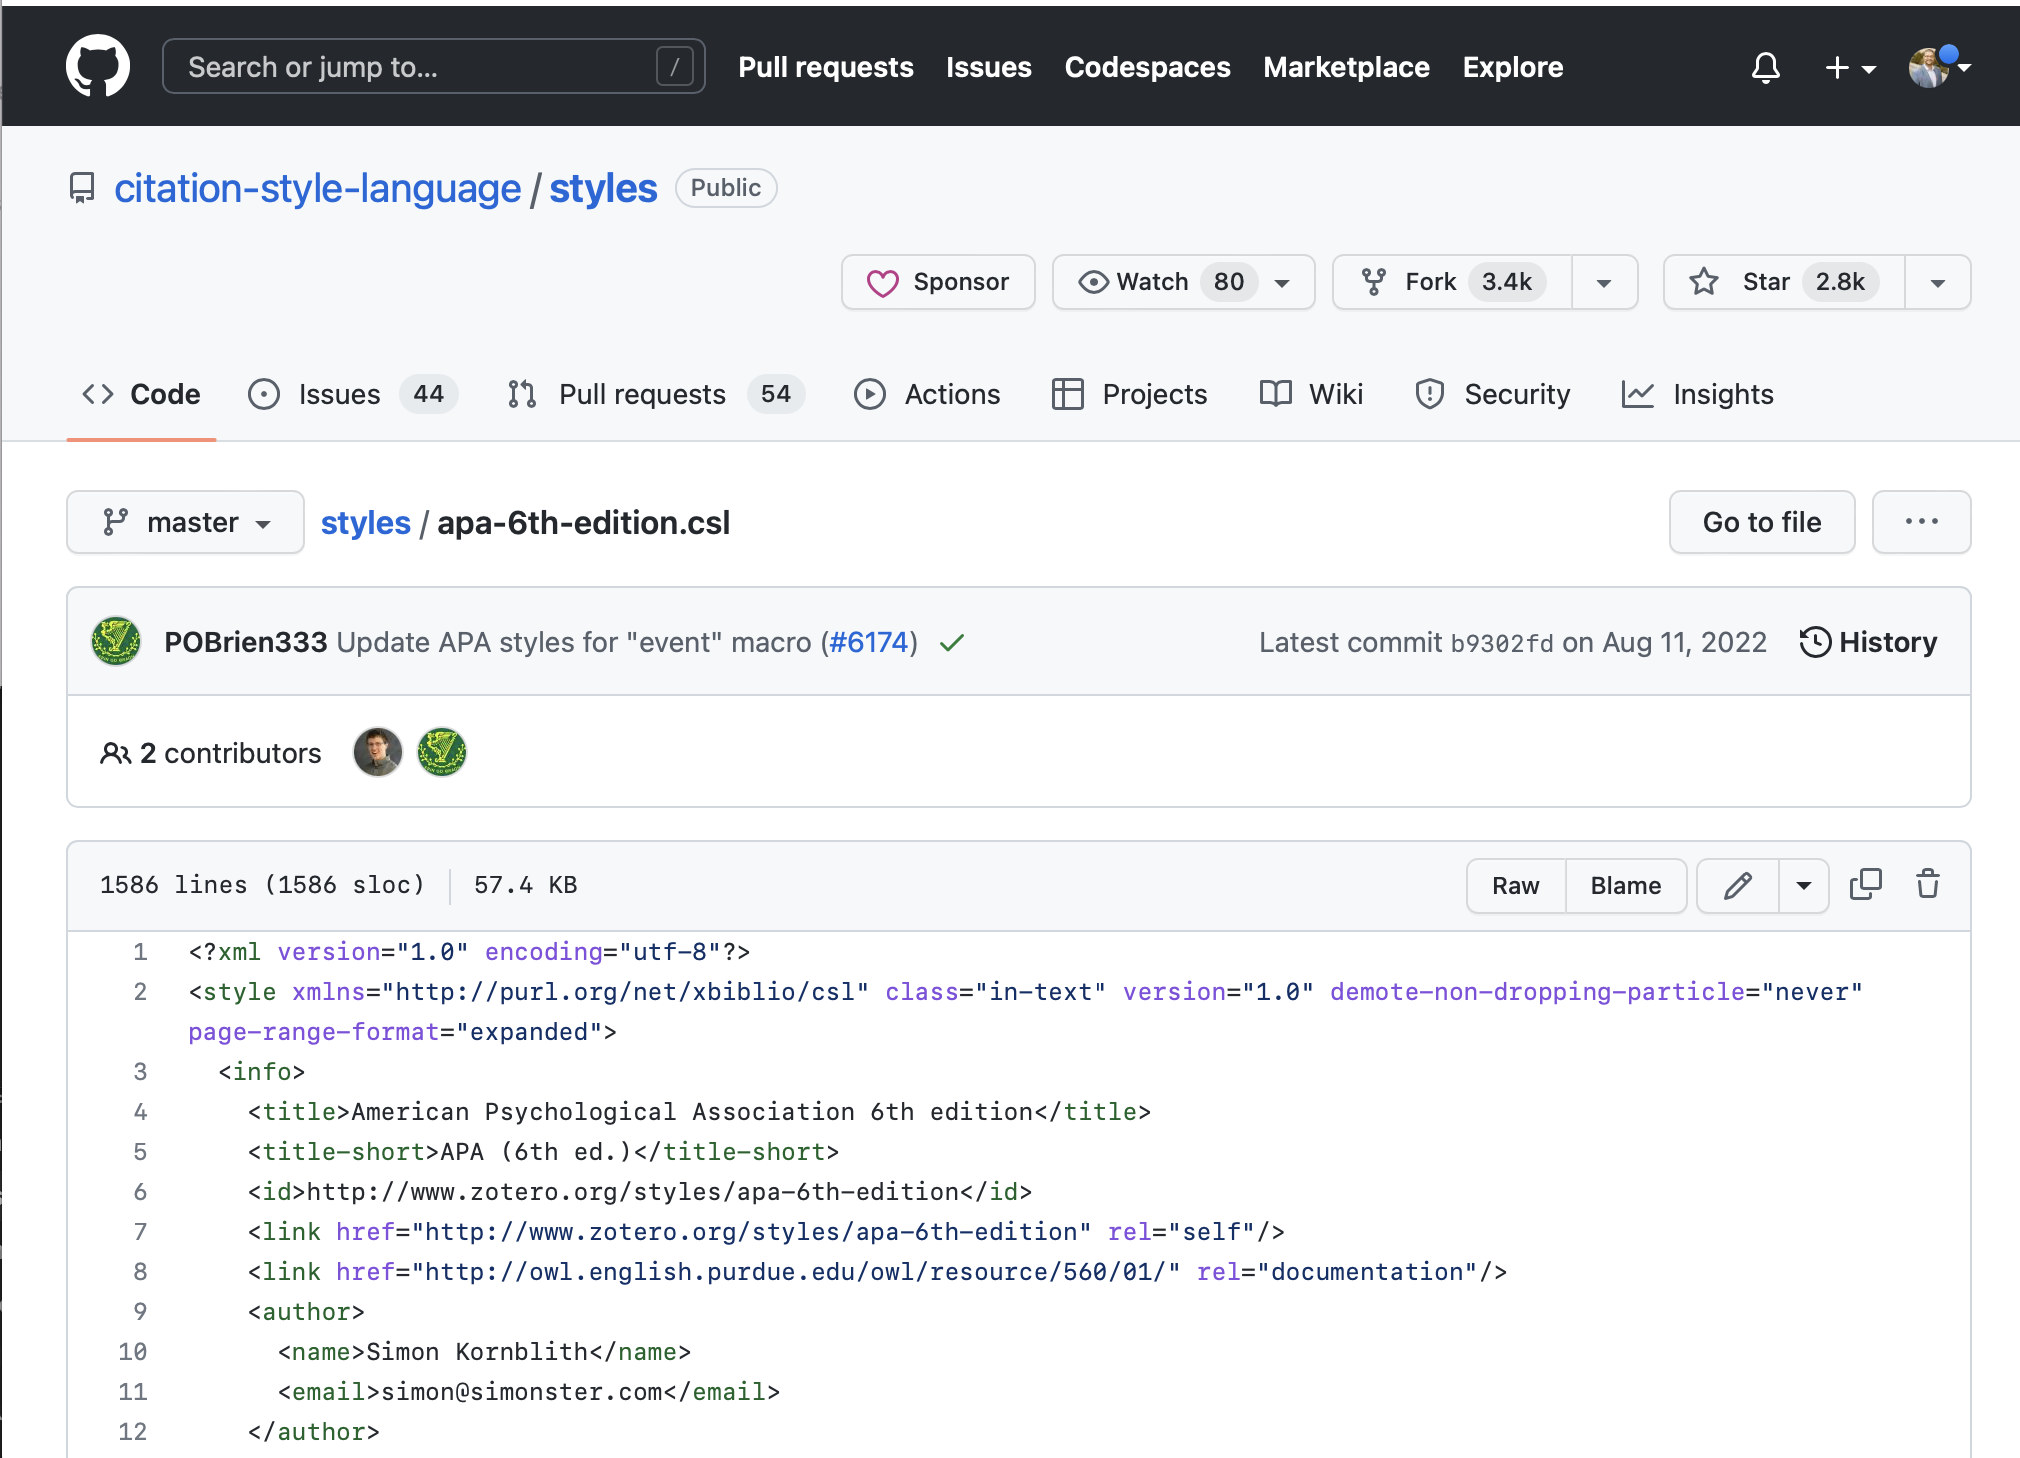 Search or jump to... /
Pull requests Issues Codespaces Marketplace Explore
citation-style-language / styles Public
Sponsor Watch 80 Fork 3.4k Star 2.8k
Code Issues 44 Pull requests 54 Actions Projects Wiki Security Insights
master styles / apa-6th-edition.csl Go to file ...
POBrien333 Update APA styles for "event" macro (#6174) Latest commit b9302fd on Aug 11, 2022 History
2 contributors
1586 lines (1586 sloc) 57.4 KB Raw Blame
1 <?xml version="1.0" encoding="utf-8"?>
2 <style xmlns="http://purl.org/net/xbiblio/csl" class="in-text" version="1.0" demote-non-dropping-particle="never"
page-range-format="expanded">
3 <info>
4 <title>American Psychological Association 6th edition</title>
5 <title-short>APA (6th ed.)</title-short>
6 <id>http://www.zotero.org/styles/apa-6th-edition</id>
7 <link href="http://www.zotero.org/styles/apa-6th-edition" rel="self"/>
8 <link href="http://owl.english.purdue.edu/owl/resource/560/01/" rel="documentation"/>
9 <author>
10 <name>Simon Kornblith</name>
11 <email>simon@simonster.com</email>
12 </author>